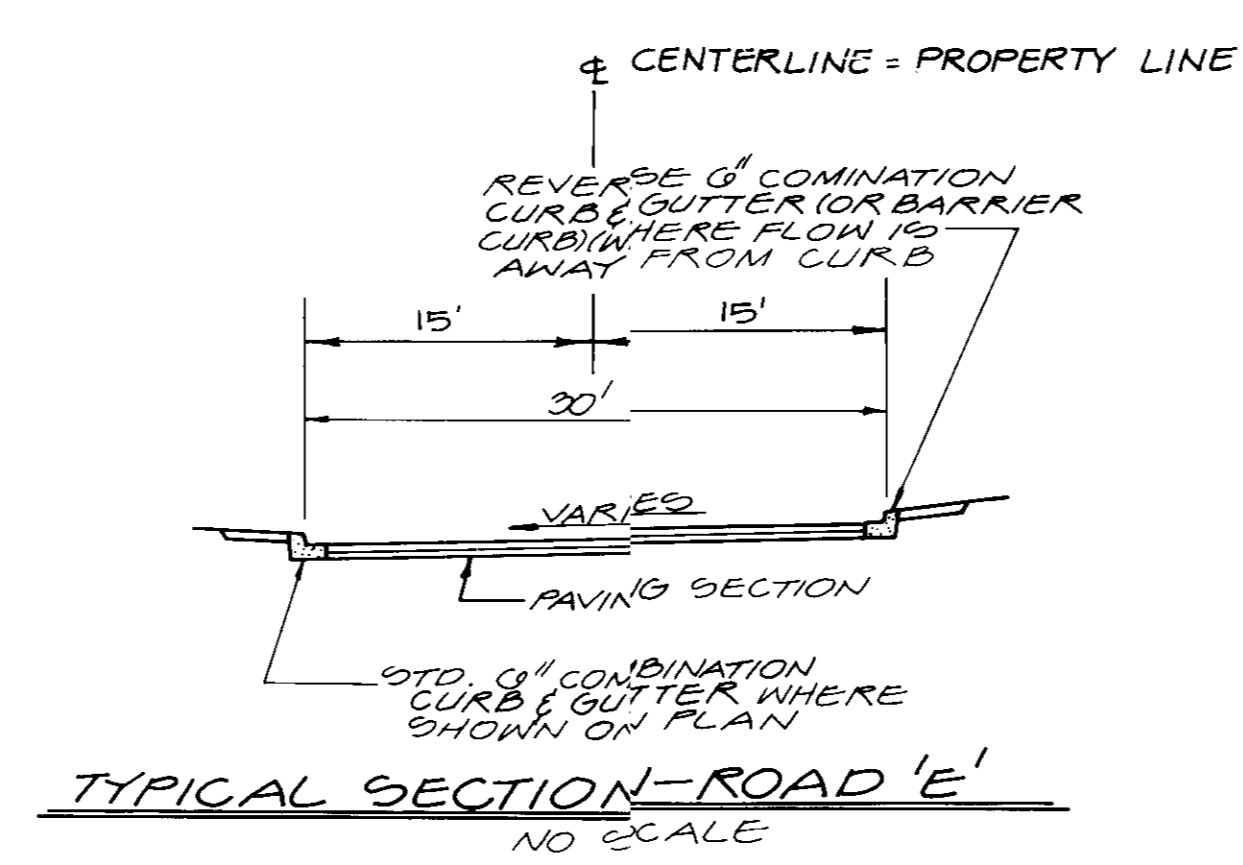 ℄ CENTERLINE = PROPERTY LINE
REVERSE 6" COMINATION
CURB & GUTTER (OR BARRIER
CURB)(WHERE FLOW IS
AWAY FROM CURB
15' 15'
30'
VARIES
PAVING SECTION
STD. 6" COMBINATION
CURB & GUTTER WHERE
SHOWN ON PLAN
TYPICAL SECTION-ROAD 'E'
NO SCALE